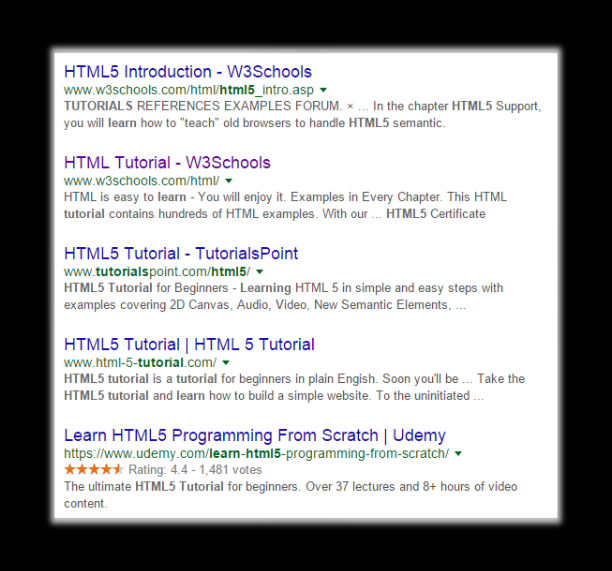 HTML5 Introduction - W3Schools
www.w3schools.com/html/html5_intro.asp
TUTORIALS REFERENCES EXAMPLES FORUM. × ... In the chapter HTML5 Support,
you will learn how to "teach" old browsers to handle HTML5 semantic.
HTML Tutorial - W3Schools
www.w3schools.com/html/
HTML is easy to learn - You will enjoy it. Examples in Every Chapter. This HTML
tutorial contains hundreds of HTML examples. With our ... HTML5 Certificate
HTML5 Tutorial - TutorialsPoint
www.tutorialspoint.com/html5/
HTML5 Tutorial for Beginners - Learning HTML 5 in simple and easy steps with
examples covering 2D Canvas, Audio, Video, New Semantic Elements, ...
HTML5 Tutorial | HTML 5 Tutorial
www.html-5-tutorial.com/
HTML5 tutorial is a tutorial for beginners in plain Engish. Soon you'll be ... Take the
HTML5 tutorial and learn how to build a simple website. To the uninitiated ...
Learn HTML5 Programming From Scratch | Udemy
https://www.udemy.com/learn-html5-programming-from-scratch/
Rating: 4.4 - 1,481 votes
The ultimate HTML5 Tutorial for beginners. Over 37 lectures and 8+ hours of video
content.